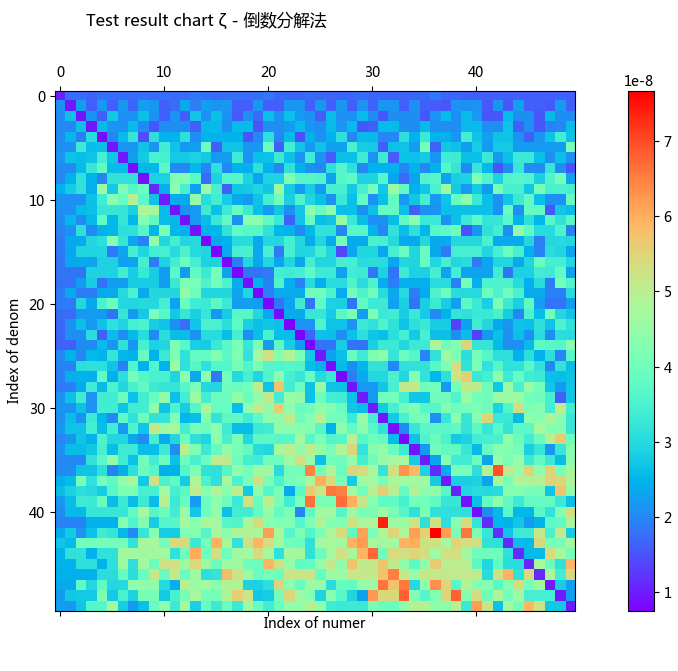 Test result chart ζ - 倒数分解法
0 10 20 30 40
1e-8
0
10
20
30
40
Index of denom
Index of numer
7
6
5
4
3
2
1